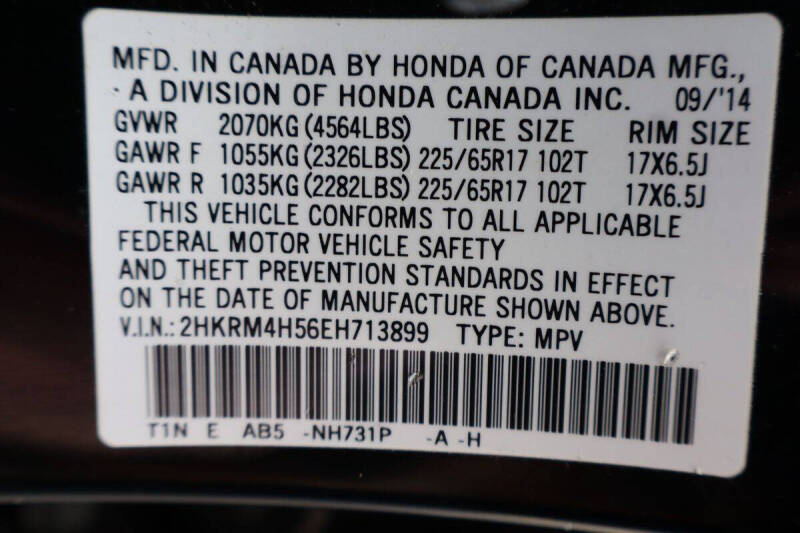 MFD. IN CANADA BY HONDA OF CANADA MFG.,
A DIVISION OF HONDA CANADA INC. 09/'14
GVWR 2070KG(4564LBS) TIRE SIZE RIM SIZE
GAWR F 1055KG(2326LBS) 225/65R17 102T 17X6.5J
GAWR R 1035KG(2282LBS) 225/65R17 102T 17X6.5J
THIS VEHICLE CONFORMS TO ALL APPLICABLE
FEDERAL MOTOR VEHICLE SAFETY
AND THEFT PREVENTION STANDARDS IN EFFECT
ON THE DATE OF MANUFACTURE SHOWN ABOVE.
V.I.N.: 2HKRM4H56EH713899 TYPE: MPV
T1N E AB5 -NH731P -A -H